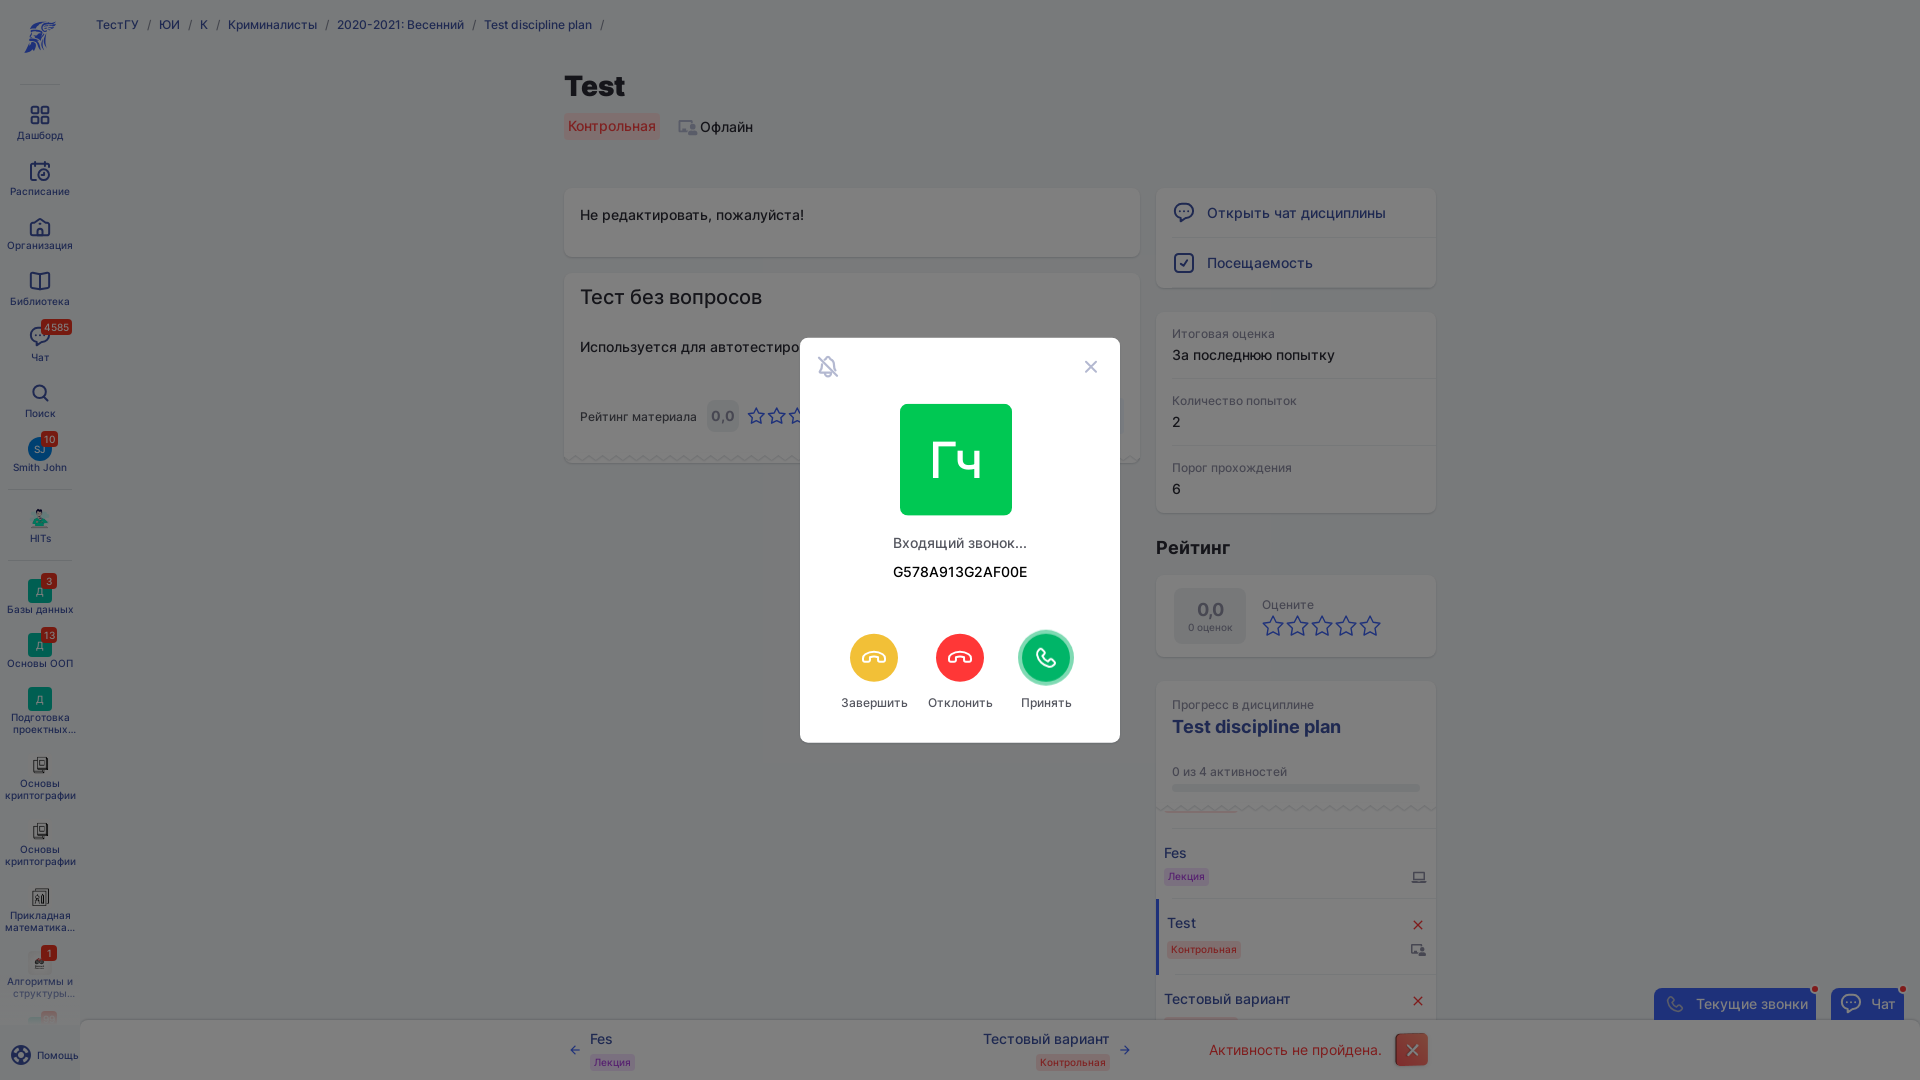 ТестГУ / ЮИ / К / Криминалисты / 2020-2021: Весенний / Test discipline plan /
Дашборд
Расписание
Организация
Библиотека
4585
Чат
Поиск
10
SJ
Smith John
HITs
3
Д
Базы данных
13
Д
Основы ООП
Д
Подготовка
проектных...
Основы
криптографии
Основы
криптографии
Прикладная
математика...
1
Алгоритмы и
структуры...
Помощь
Test
Контрольная
Офлайн
Не редактировать, пожалуйста!
Тест без вопросов
Используется для автотестиро
Рейтинг материала 0,0
Гч
Входящий звонок...
G578A913G2AF00E
Завершить
Отклонить
Принять
Открыть чат дисциплины
Посещаемость
Итоговая оценка
За последнюю попытку
Количество попыток
2
Порог прохождения
6
Рейтинг
0,0
0 оценок
Оцените
Прогресс в дисциплине
Test discipline plan
0 из 4 активностей
Fes
Лекция
Test
Контрольная
Тестовый вариант
Текущие звонки
Чат
Fes
Лекция
Тестовый вариант
Контрольная
Активность не пройдена.